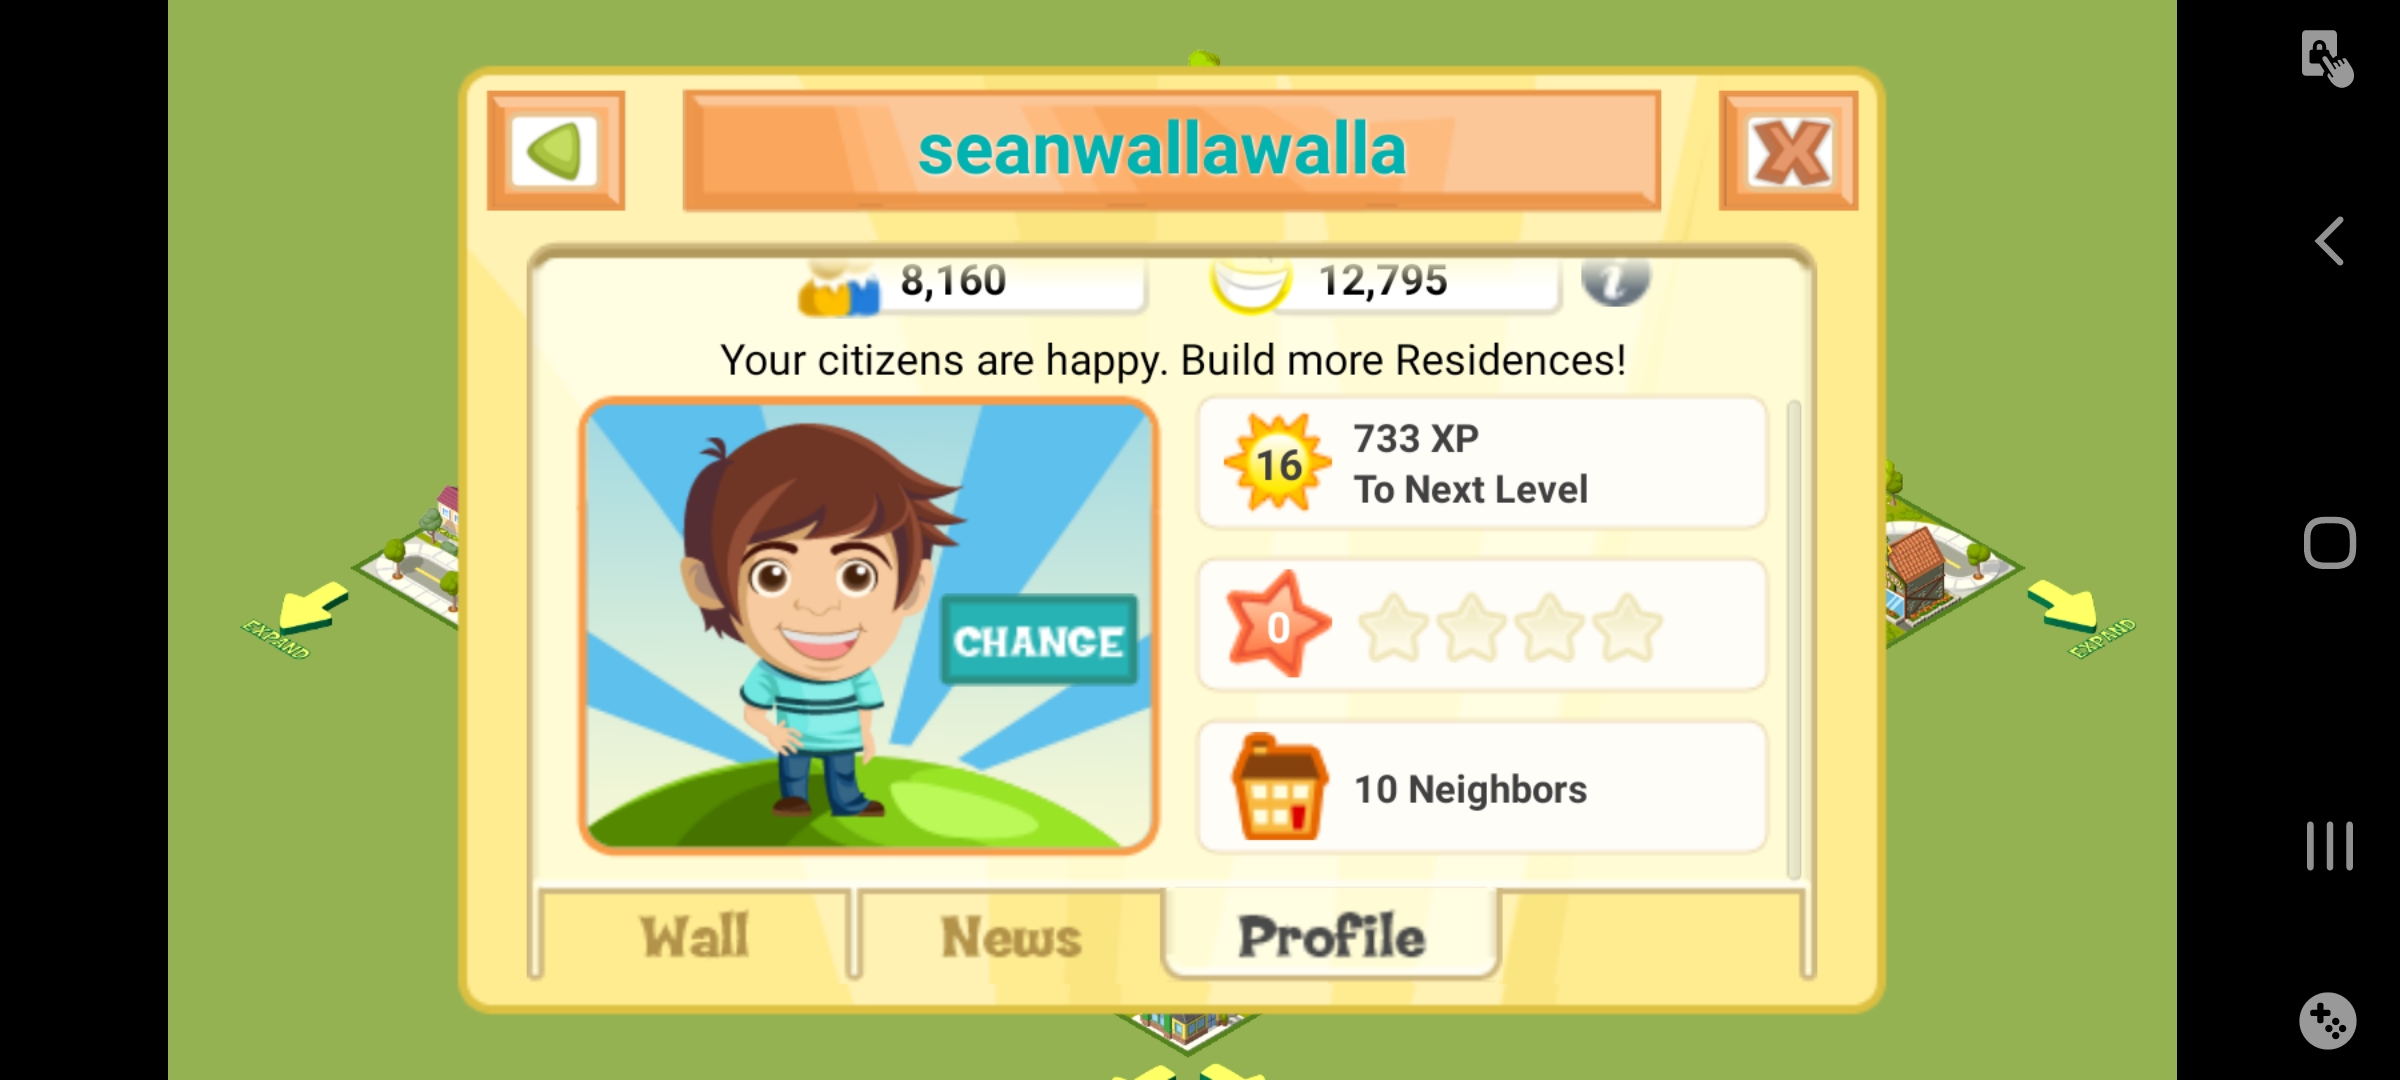 seanwallawalla
8,160
12,795
i
Your citizens are happy. Build more Residences!
16
733 XP
To Next Level
CHANGE
0
10 Neighbors
EXPAND
EXPAND
Wall
News
Profile